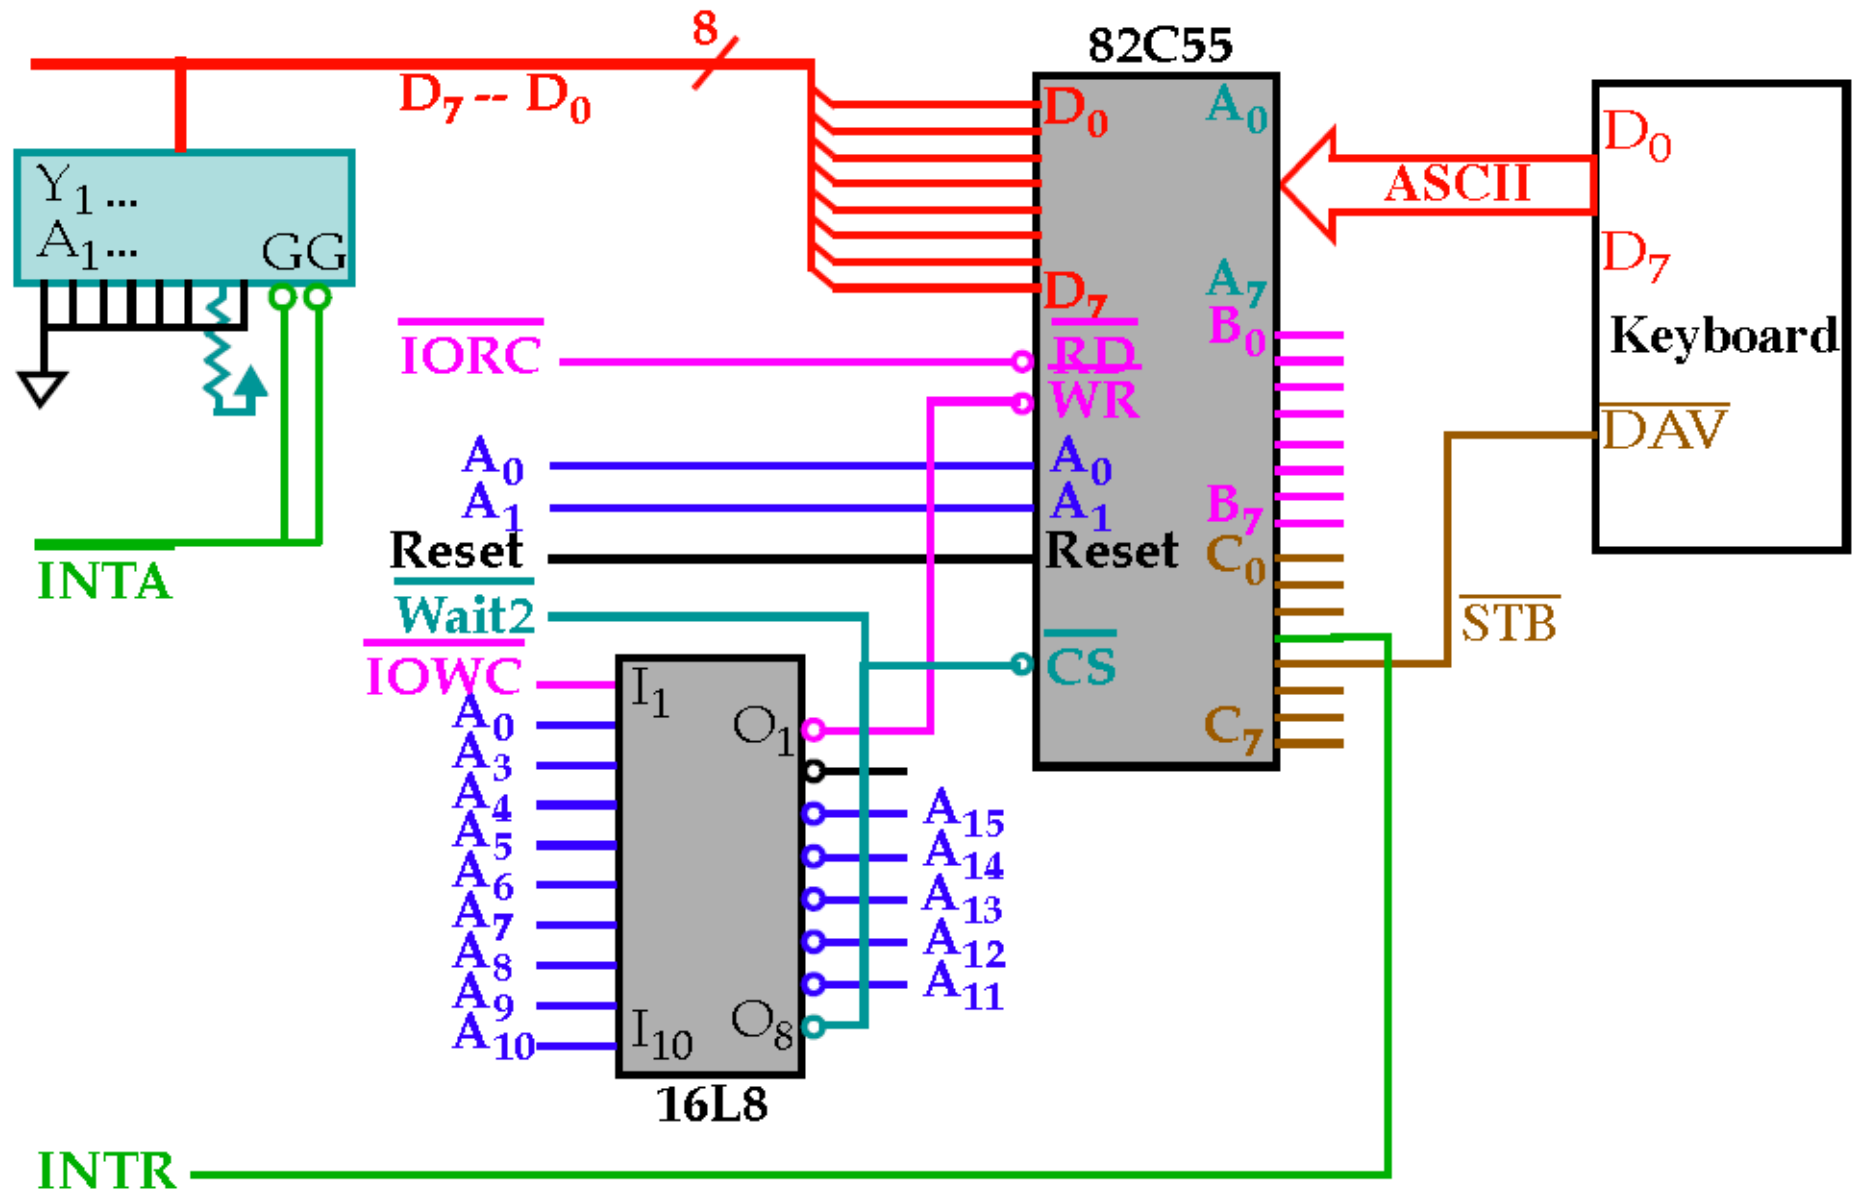 8
82C55
D7 -- D0
D0
A0
D0
ASCII
Y1...
A1...
GG
D7
A7
D7
IORC
RD
B0
Keyboard
WR
DAV
A0
A0
A1
A1
B7
Reset
Reset
C0
INTA
Wait2
STB
IOWC
CS
I1
A0
O1
C7
A3
A4
A15
A5
A14
A6
A13
A7
A12
A8
A11
A9
O8
A10
I10
16L8
INTR